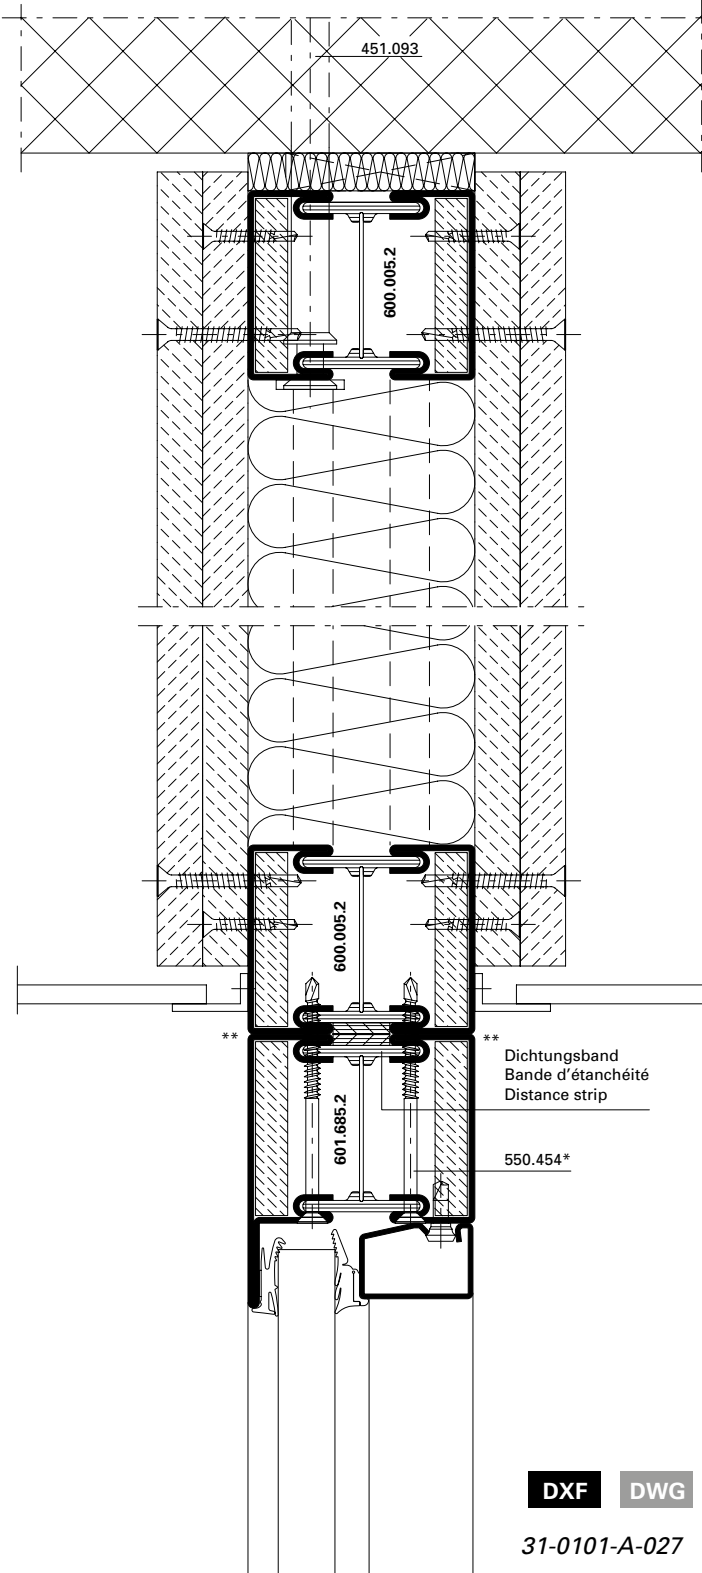 451.093
600.005.2
600.005.2
**
**
Dichtungsband
Bande d'étanchéité
Distance strip
601.685.2
550.454*
DXF DWG
31-0101-A-027